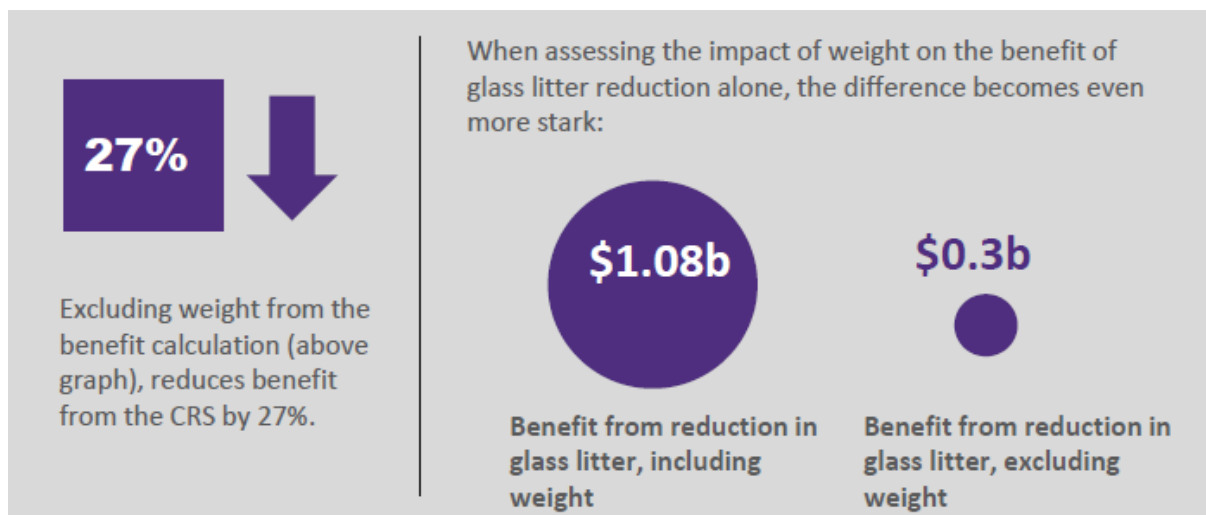 27%
Excluding weight from the
benefit calculation (above
graph), reduces benefit
from the CRS by 27%.
When assessing the impact of weight on the benefit of
glass litter reduction alone, the difference becomes even
more stark:
$1.08b
Benefit from reduction in
glass litter, including
weight
$0.3b
Benefit from reduction in
glass litter, excluding
weight